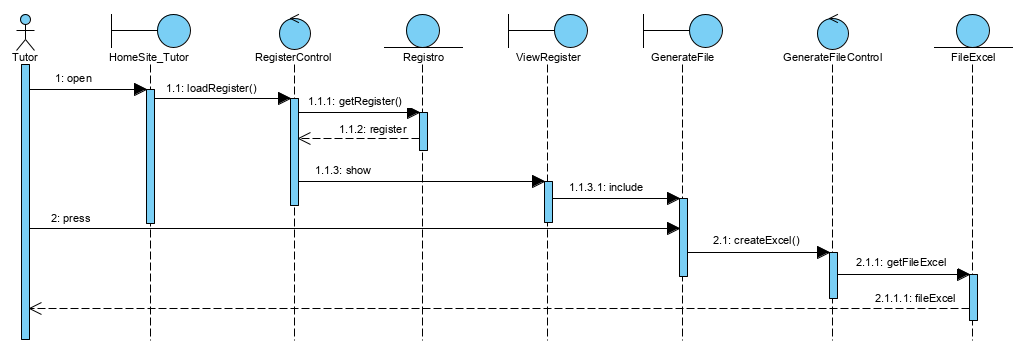 Tutor
HomeSite_Tutor
RegisterControl
Registro
ViewRegister
GenerateFile
GenerateFileControl
FileExcel
1: open
1.1: loadRegister()
1.1.1: getRegister()
1.1.2: register
1.1.3: show
1.1.3.1: include
2: press
2.1: createExcel()
2.1.1: getFileExcel
2.1.1.1: fileExcel